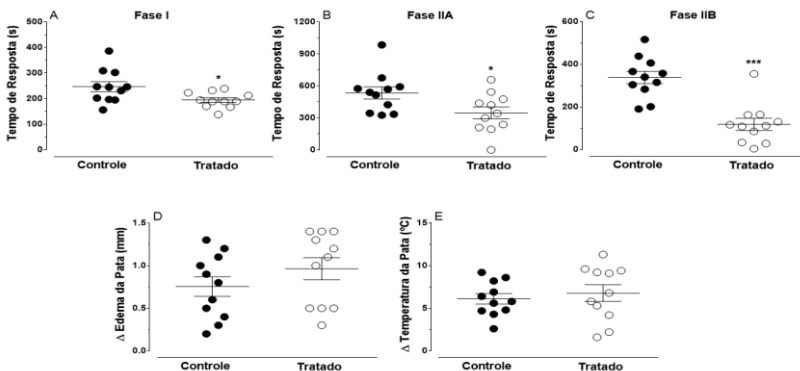 A Fase I
Tempo de Resposta (s)
500
400
300
200
100
0
*
Controle Tratado
B Fase IIA
Tempo de Resposta (s)
1200
900
600
300
0
*
Controle Tratado
C Fase IIB
Tempo de Resposta (s)
600
400
200
0
***
Controle Tratado
D
Δ Edema da Pata (mm)
1.5
1.0
0.5
0.0
Controle Tratado
E
Δ Temperatura da Pata (ºC)
15
10
5
0
Controle Tratado